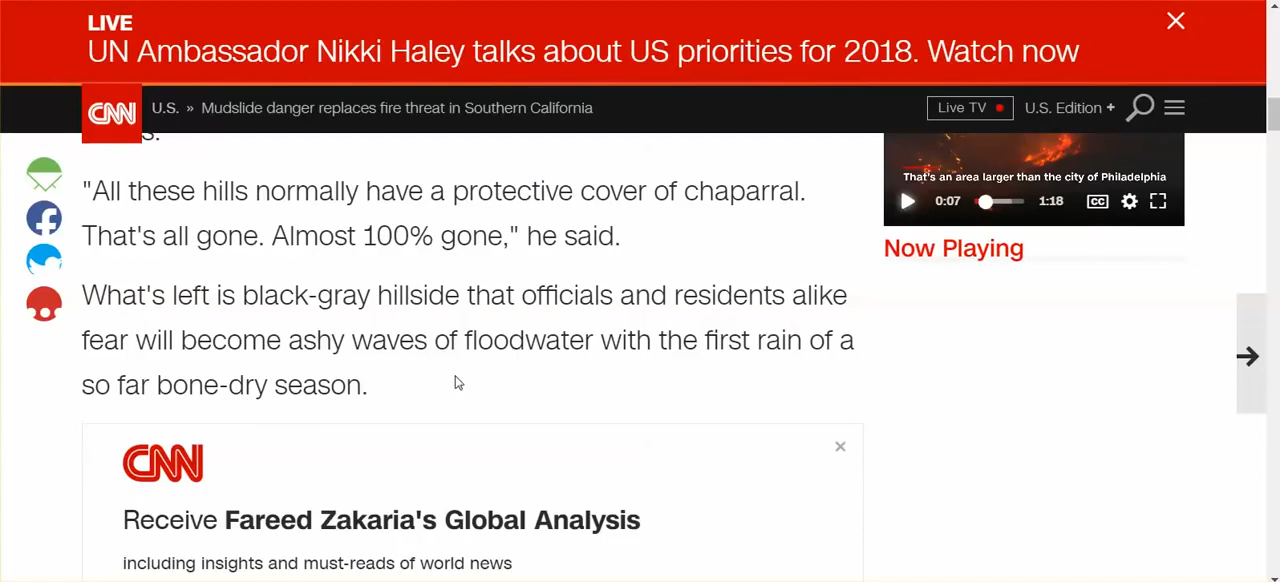 LIVE
UN Ambassador Nikki Haley talks about US priorities for 2018. Watch now
CNN U.S. » Mudslide danger replaces fire threat in Southern California Live TV U.S. Edition +
"All these hills normally have a protective cover of chaparral.
That's all gone. Almost 100% gone," he said.
What's left is black-gray hillside that officials and residents alike
fear will become ashy waves of floodwater with the first rain of a
so far bone-dry season.
That's an area larger than the city of Philadelphia
0:07 1:18 CC
Now Playing
CNN
Receive Fareed Zakaria's Global Analysis
including insights and must-reads of world news